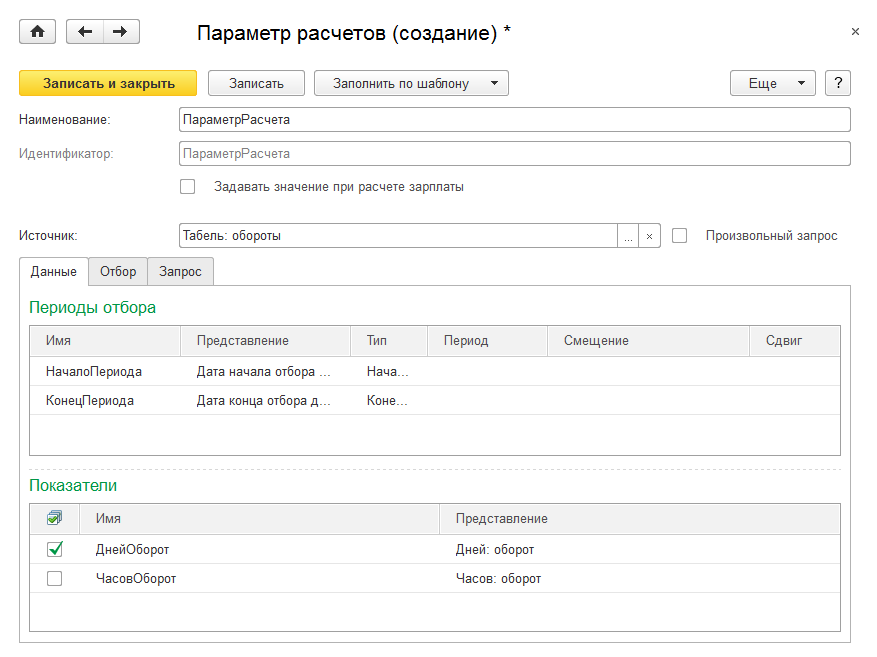 Параметр расчетов (создание) *
Записать и закрыть Записать Заполнить по шаблону Еще ?
Наименование: ПараметрРасчета
Идентификатор: ПараметрРасчета
Задавать значение при расчете зарплаты
Источник: Табель: обороты ... × Произвольный запрос
Данные Отбор Запрос
Периоды отбора
Имя Представление Тип Период Смещение Сдвиг
НачалоПериода Дата начала отбора ... Нача...
КонецПериода Дата конца отбора д... Коне...
Показатели
Имя Представление
ДнейОборот Дней: оборот
ЧасовОборот Часов: оборот